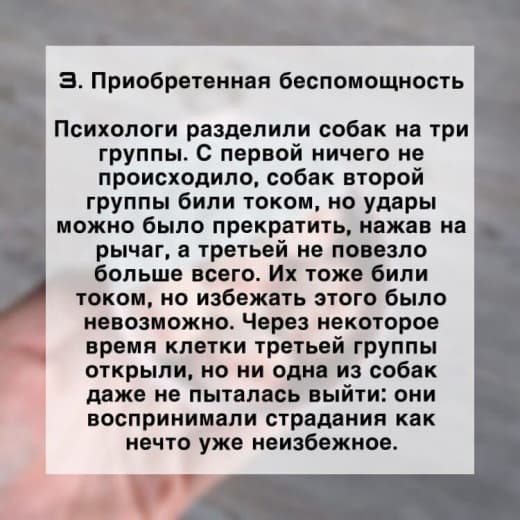 3. Приобретенная беспомощность
Психологи разделили собак на три
группы. С первой ничего не
происходило, собак второй
группы били током, но удары
можно было прекратить, нажав на
рычаг, а третьей не повезло
больше всего. Их тоже били
током, но избежать этого было
невозможно. Через некоторое
время клетки третьей группы
открыли, но ни одна из собак
даже не пыталась выйти: они
воспринимали страдания как
нечто уже неизбежное.